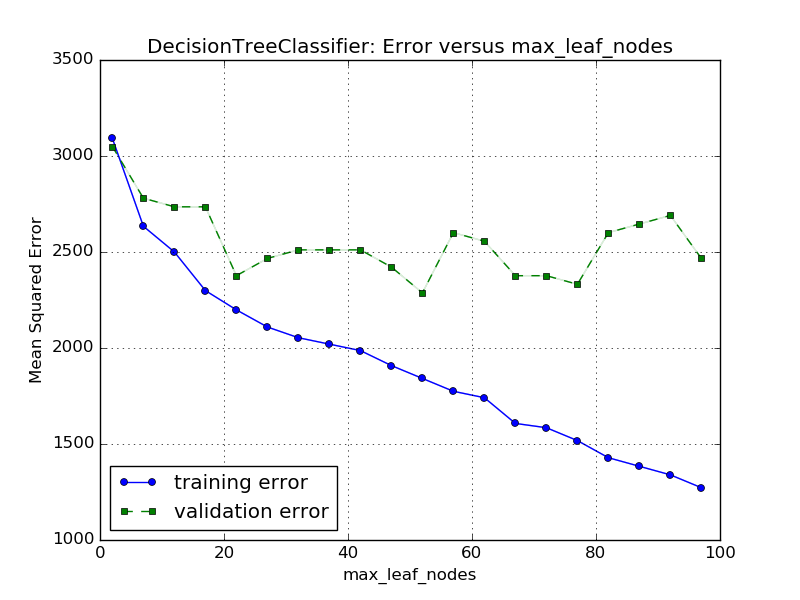 DecisionTreeClassifier: Error versus max_leaf_nodes
3500
3000
2500
2000
1500
1000
Mean Squared Error
training error
validation error
0 20 40 60 80 100
max_leaf_nodes